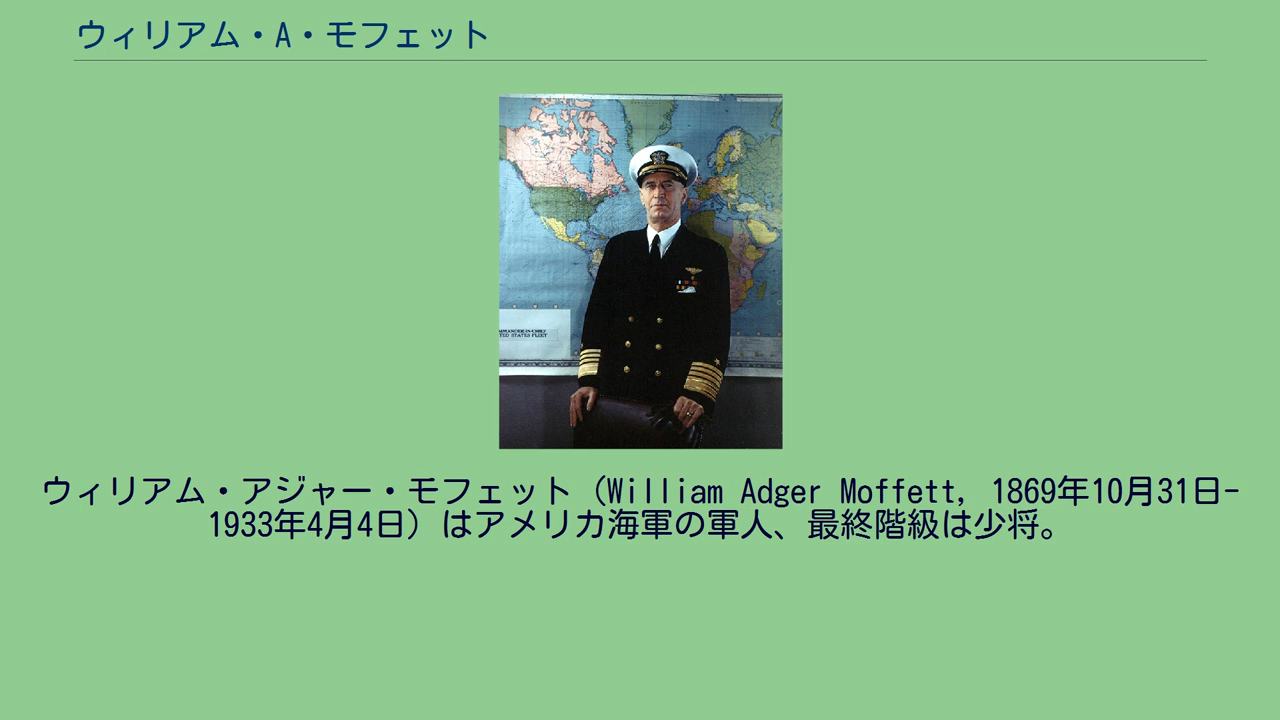 ウィリアム・A・モフェット
UNITED STATES FLEET
ウィリアム・アジャー・モフェット（William Adger Moffett, 1869年10月31日-
1933年4月4日）はアメリカ海軍の軍人、最終階級は少将。